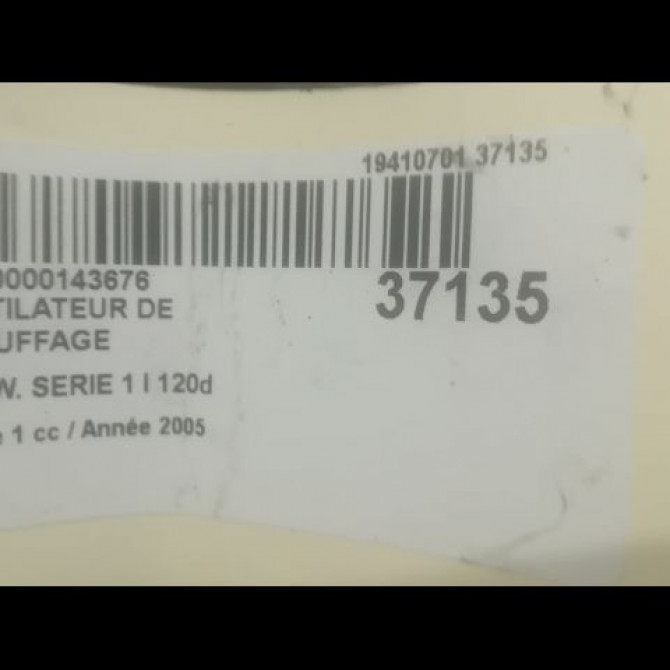 19410701 37135
0000143676
37135
TILATEUR DE
UFFAGE
W. SERIE 1 I 120d
e 1 cc / Année 2005